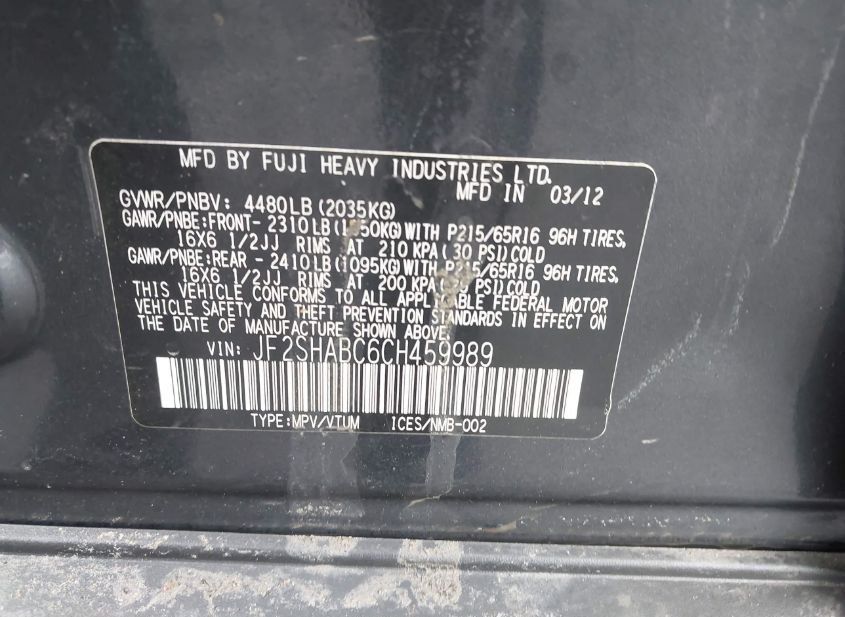 MFD BY FUJI HEAVY INDUSTRIES LTD.
MFD IN 03/12
GVWR/PNBV: 4480LB(2035KG)
GAWR/PNBE:FRONT- 2310LB( WITH P215/65R16 96H TIRES,
16X6 1/2JJ RIMS AT 210 KPA( 30 PSI)COLD
GAWR/PNBE:REAR - 2410LB(1095KG)WITH P215/65R16 96H TIRES,
16X6 1/2JJ RIMS AT 200 KPA( PSI)COLD
THIS VEHICLE CONFORMS TO ALL APPLICABLE FEDERAL MOTOR
VEHICLE SAFETY AND THEFT PREVENTION STANDARDS IN EFFECT ON
THE DATE OF MANUFACTURE SHOWN ABOVE.
VIN: JF2SHABC6CH459989
TYPE:MPV/VTUM ICES/NMB-002